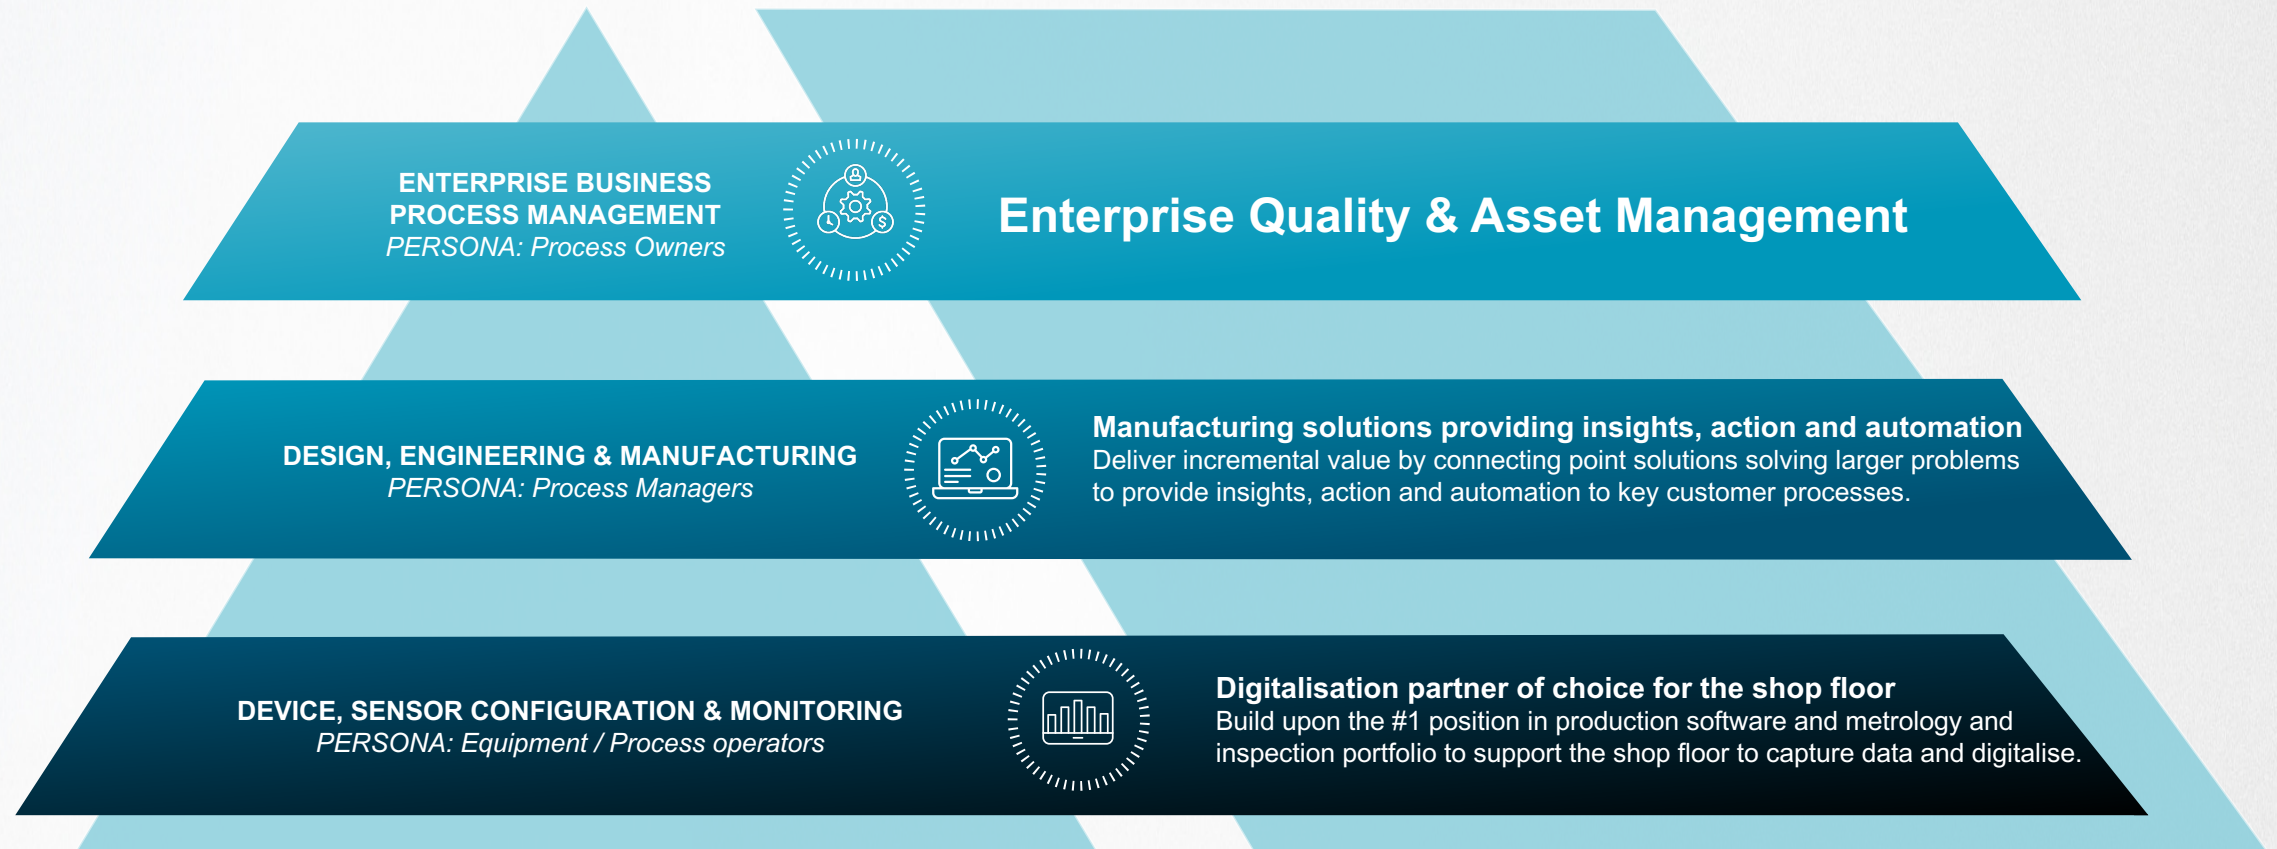 ENTERPRISE BUSINESS
PROCESS MANAGEMENT
PERSONA: Process Owners
$
Enterprise Quality & Asset Management
DESIGN, ENGINEERING & MANUFACTURING
PERSONA: Process Managers
Manufacturing solutions providing insights, action and automation
Deliver incremental value by connecting point solutions solving larger problems
to provide insights, action and automation to key customer processes.
DEVICE, SENSOR CONFIGURATION & MONITORING
PERSONA: Equipment / Process operators
Digitalisation partner of choice for the shop floor
Build upon the #1 position in production software and metrology and
inspection portfolio to support the shop floor to capture data and digitalise.